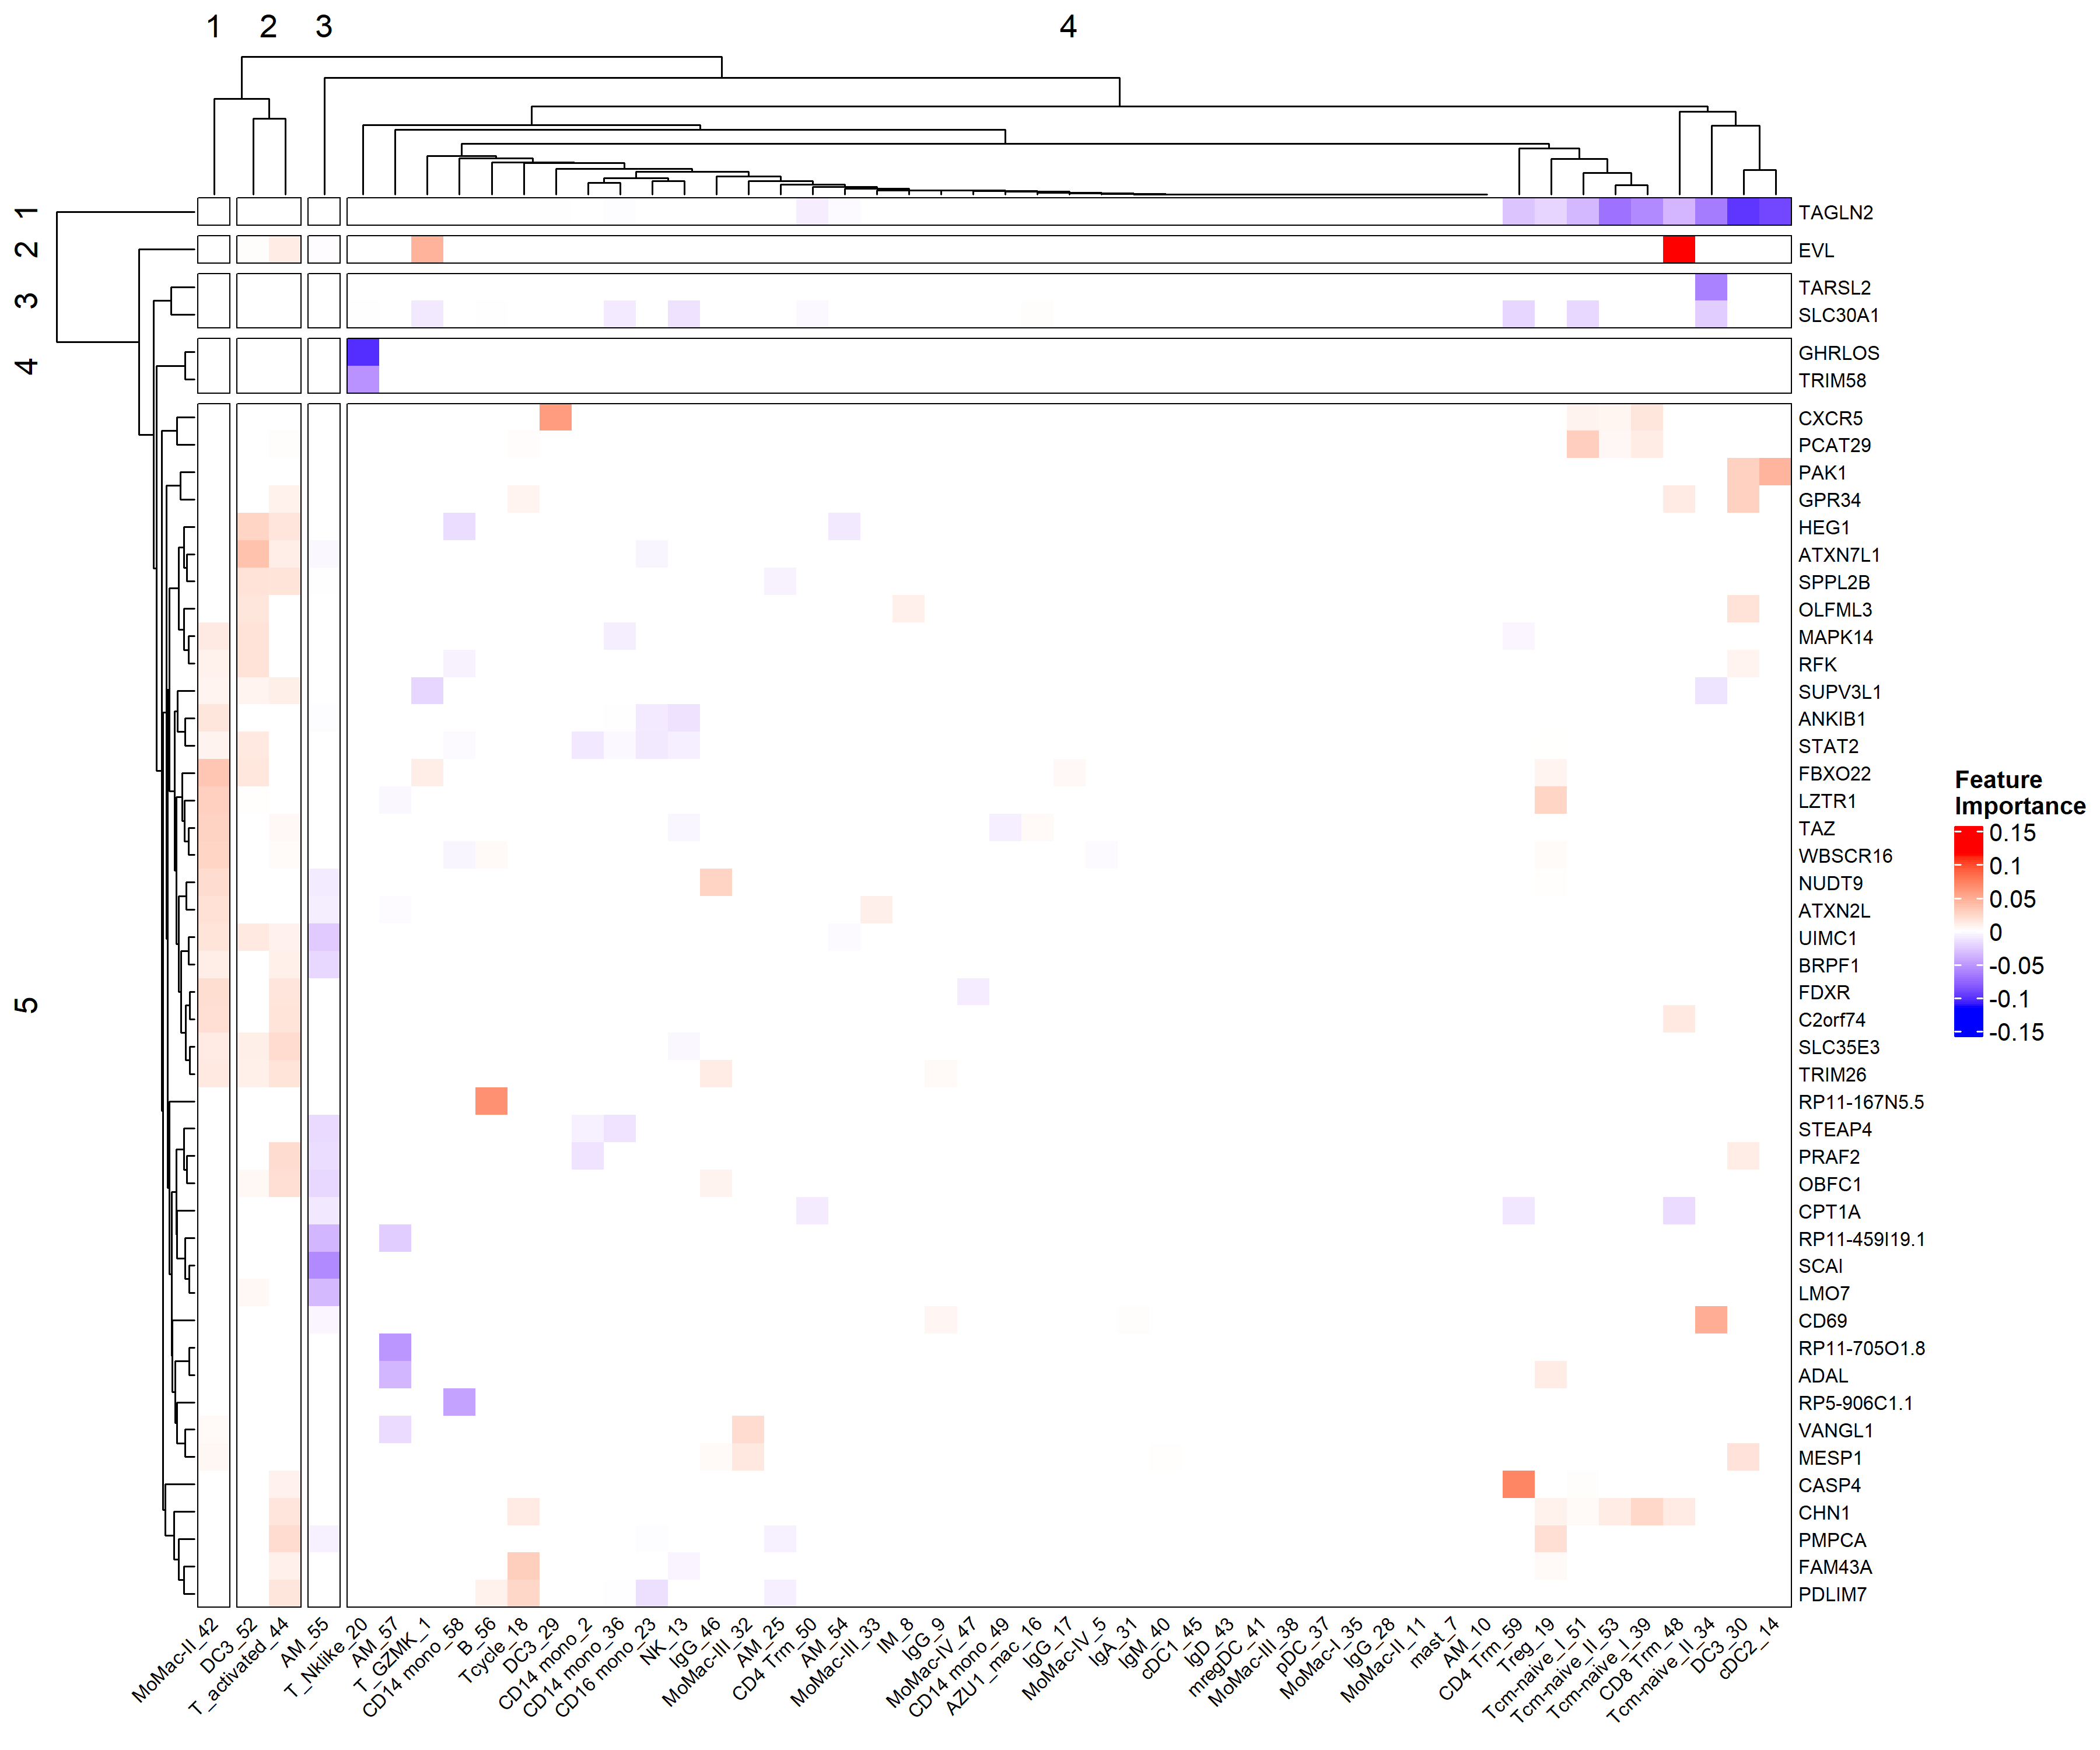 1 2 3 4
1
2
3
4
5
TAGLN2
EVL
TARSL2
SLC30A1
GHRLOS
TRIM58
CXCR5
PCAT29
PAK1
GPR34
HEG1
ATXN7L1
SPPL2B
OLFML3
MAPK14
RFK
SUPV3L1
ANKIB1
STAT2
FBXO22
LZTR1
TAZ
WBSCR16
NUDT9
ATXN2L
UIMC1
BRPF1
FDXR
C2orf74
SLC35E3
TRIM26
RP11-167N5.5
STEAP4
PRAF2
OBFC1
CPT1A
RP11-459I19.1
SCAI
LMO7
CD69
RP11-705O1.8
ADAL
RP5-906C1.1
VANGL1
MESP1
CASP4
CHN1
PMPCA
FAM43A
PDLIM7
MoMac-II_42
DC3_52
T_activated_44
AM_55
T_Nklike_20
AM_57
T_GZMK_1
CD14 mono_58
B_56
Tcycle_18
DC3_29
CD14 mono_2
CD14 mono_36
CD16 mono_23
NK_13
IgG_46
MoMac-III_32
AM_25
CD4 Trm_50
AM_54
MoMac-III_33
IM_8
IgG_9
MoMac-IV_47
CD14 mono_49
AZU1_mac_16
IgG_17
MoMac-IV_5
IgA_31
IgM_40
cDC1_45
IgD_43
mregDC_41
MoMac-III_38
pDC_37
MoMac-I_35
IgG_28
MoMac-II_11
mast_7
AM_10
CD4 Trm_59
Treg_19
Tcm-naive_I_51
Tcm-naive_II_53
Tcm-naive_I_39
CD8 Trm_48
Tcm-naive_II_34
DC3_30
cDC2_14
Feature
Importance
0.15
0.1
0.05
0
-0.05
-0.1
-0.15